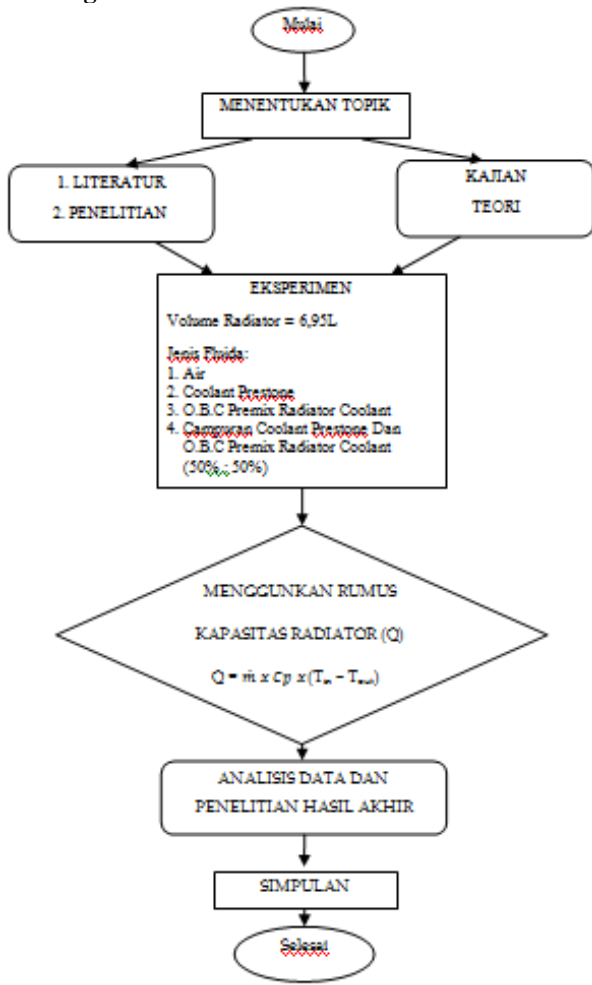 Mulai
MENENTUKAN TOPIK
1. LITERATUR
2. PENELITIAN
KAJIAN
TEORI
EKSPERIMEN
Volume Radiator = 6,95L
Jenis Fluida:
1. Air
2. Coolant Prestone
3. O.B.C Premix Radiator Coolant
4. Campuran Coolant Prestone Dan
O.B.C Premix Radiator Coolant
(50% : 50%)
MENGGUNKAN RUMUS
KAPASITAS RADIATOR (Q)
Q = ṁ x Cp x (Tᵢₙ – Tout)
ANALISIS DATA DAN
PENELITIAN HASIL AKHIR
SIMPULAN
Selesai